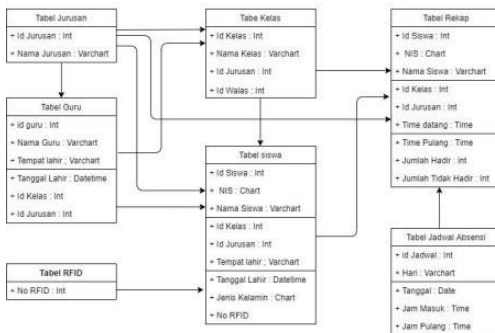 Tabel Jurusan
+ Id Jurusan : Int
+ Nama Jurusan : Varchart
Tabel Guru
+ id guru : Int
+ Nama Guru : Varchart
+ Tempat lahir ; Varchart
+ Tanggal Lahir : Datetime
+ Id Kelas : Int
+ Id Jurusan : Int
Tabel RFID
+ No RFID : Int
Tabe Kelas
+ Id Kelas : Int
+ Nama Kelas : Varchart
+ Id Jurusan : Int
+ Id Walas : Int
Tabel siswa
+ Id Siswa : Int
+ NIS : Chart
+ Nama Siswa : Varchart
+ Id Kelas : Int
+ Id Jurusan : Int
+ Tempat lahir ; Varchart
+ Tanggal Lahir : Datetime
+ Jenis Kelamin : Chart
+ No RFID
Tabel Rekap
+ Id Siswa : Int
+ NIS : Chart
+ Nama Siswa : Varchart
+ Id Kelas : Int
+ Id Jurusan : Int
+ Time datang : Time
+ Time Pulang : Time
+ Jumlah Hadir : int
+ Jumlah Tidak Hadir : Int
Tabel Jadwal Absensi
+ id Jadwal : Int
+ Hari : Varchart
+ Tanggal : Date
+ Jam Masuk : Time
+ Jam Pulang : Time